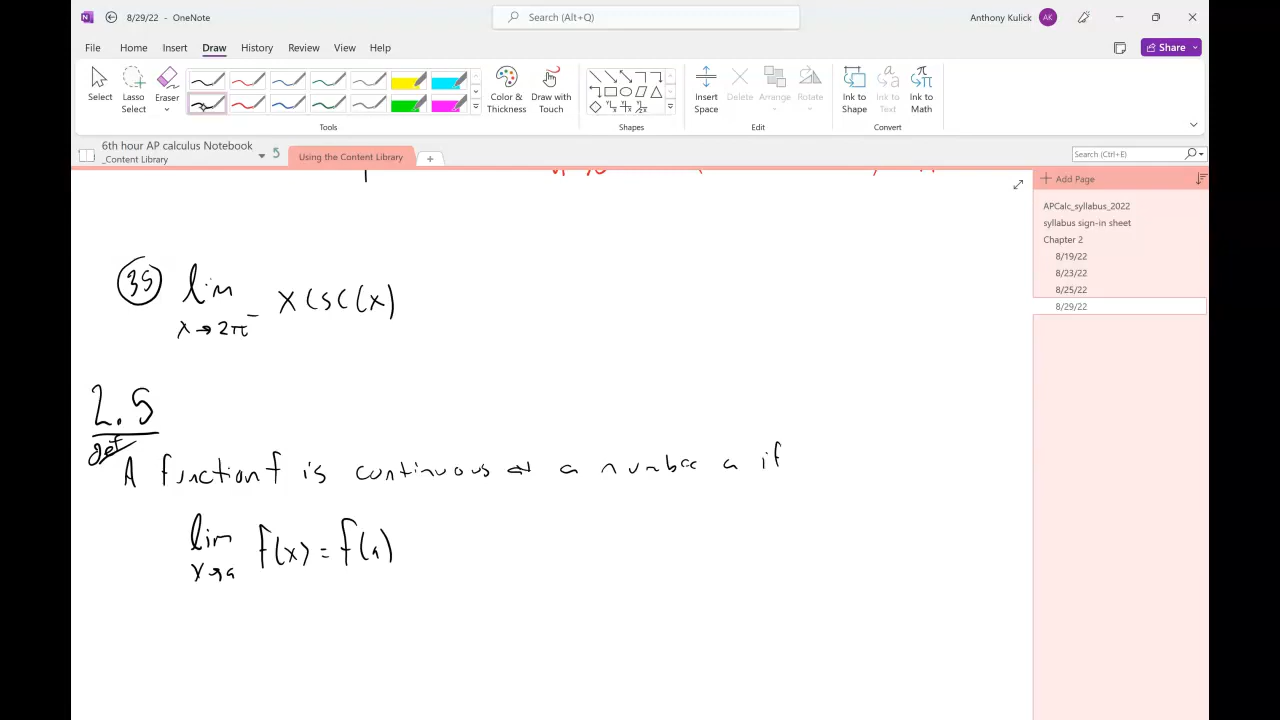 8/29/22 - OneNote
Search (Alt+Q)
Anthony Kulick
AK
File Home Insert Draw History Review View Help
Share
Select
Lasso Select
Eraser
Color & Thickness
Draw with Touch
Insert Space
Delete
Arrange
Rotate
Ink to Shape
Ink to Text
Ink to Math
Tools
Shapes
Edit
Convert
6th hour AP calculus Notebook
_Content Library
Using the Content Library
Search (Ctrl+E)
Add Page
APCalc_syllabus_2022
syllabus sign-in sheet
Chapter 2
8/19/22
8/23/22
8/25/22
8/29/22
35 lim x csc(x)
x→2π⁻
2.5
def
A function f is continuous at a number a if
lim f(x) = f(a)
x→a